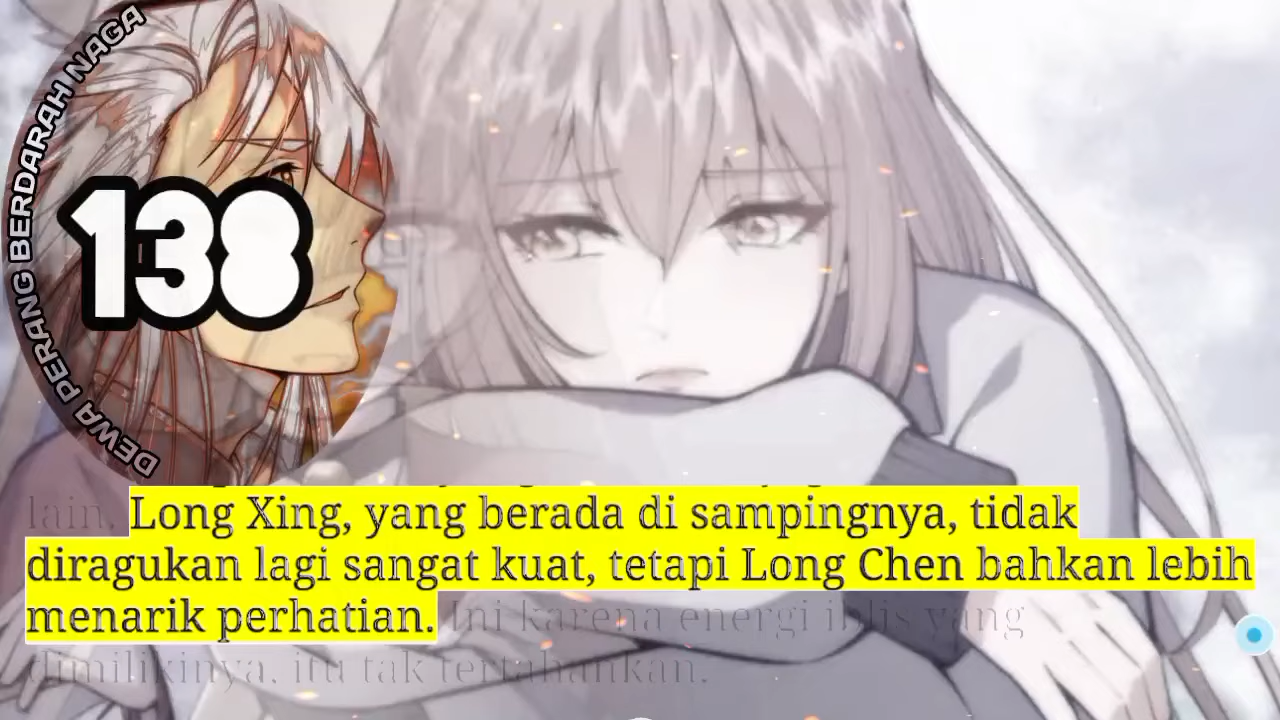 DEWA PERANG BERDARAH NAGA
138
lain, Long Xing, yang berada di sampingnya, tidak
diragukan lagi sangat kuat, tetapi Long Chen bahkan lebih
menarik perhatian. Ini karena energi iblis yang
dimilikinya, itu tak tertahankan.